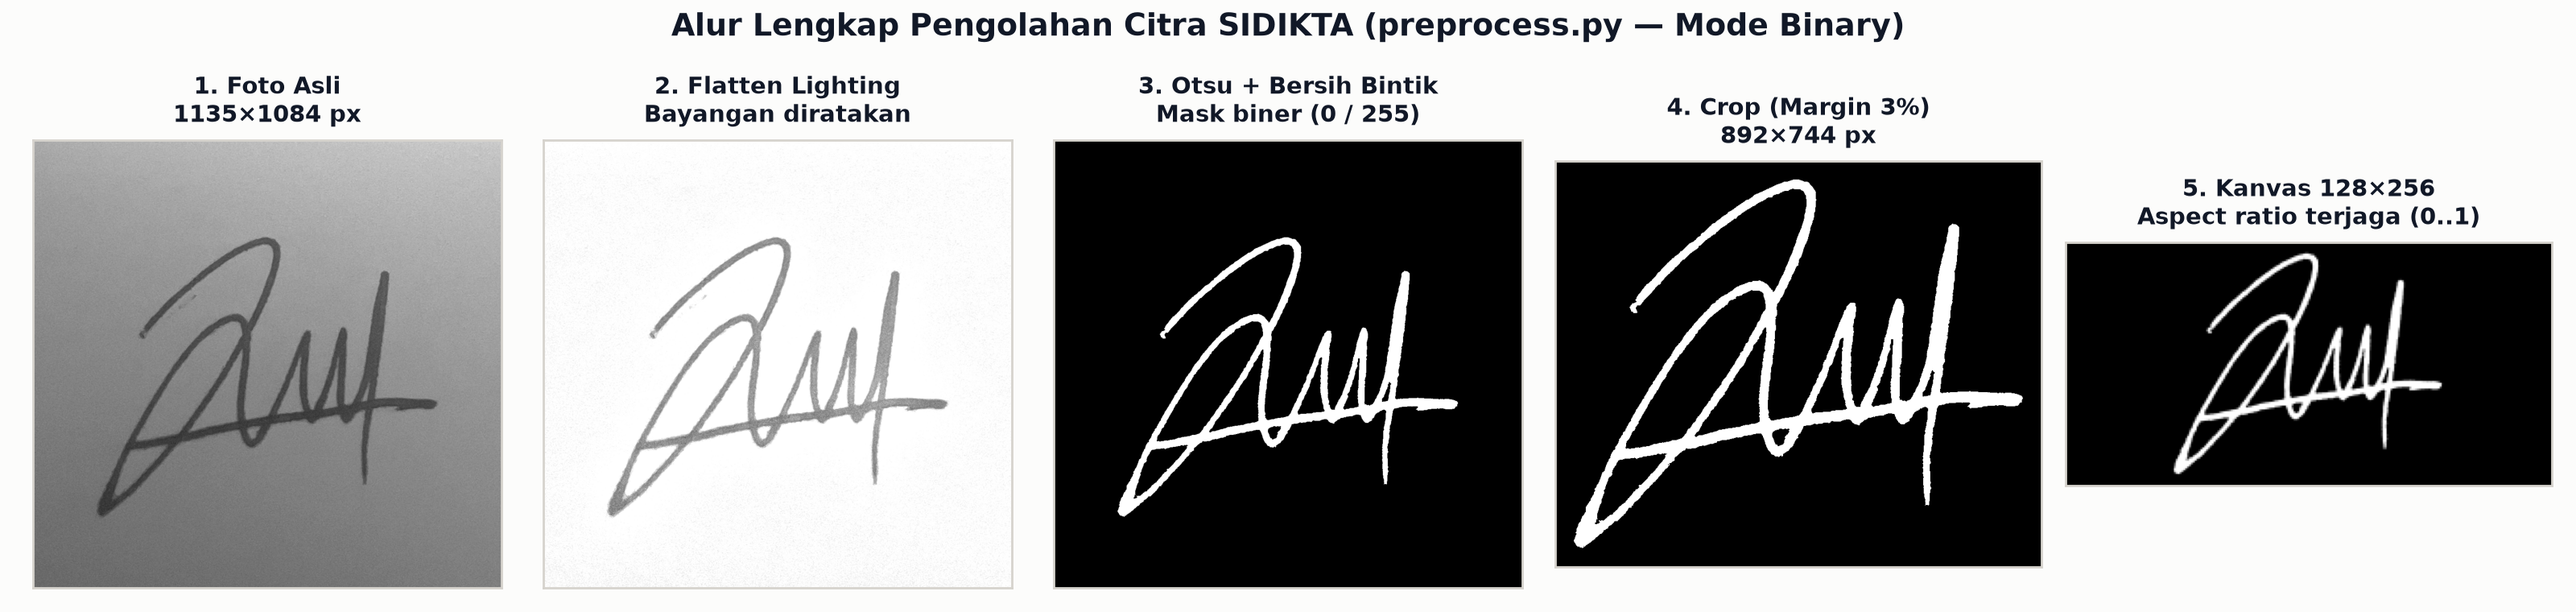 Alur Lengkap Pengolahan Citra SIDIKTA (preprocess.py — Mode Binary)
1. Foto Asli
1135×1084 px
2. Flatten Lighting
Bayangan diratakan
3. Otsu + Bersih Bintik
Mask biner (0 / 255)
4. Crop (Margin 3%)
892×744 px
5. Kanvas 128×256
Aspect ratio terjaga (0..1)